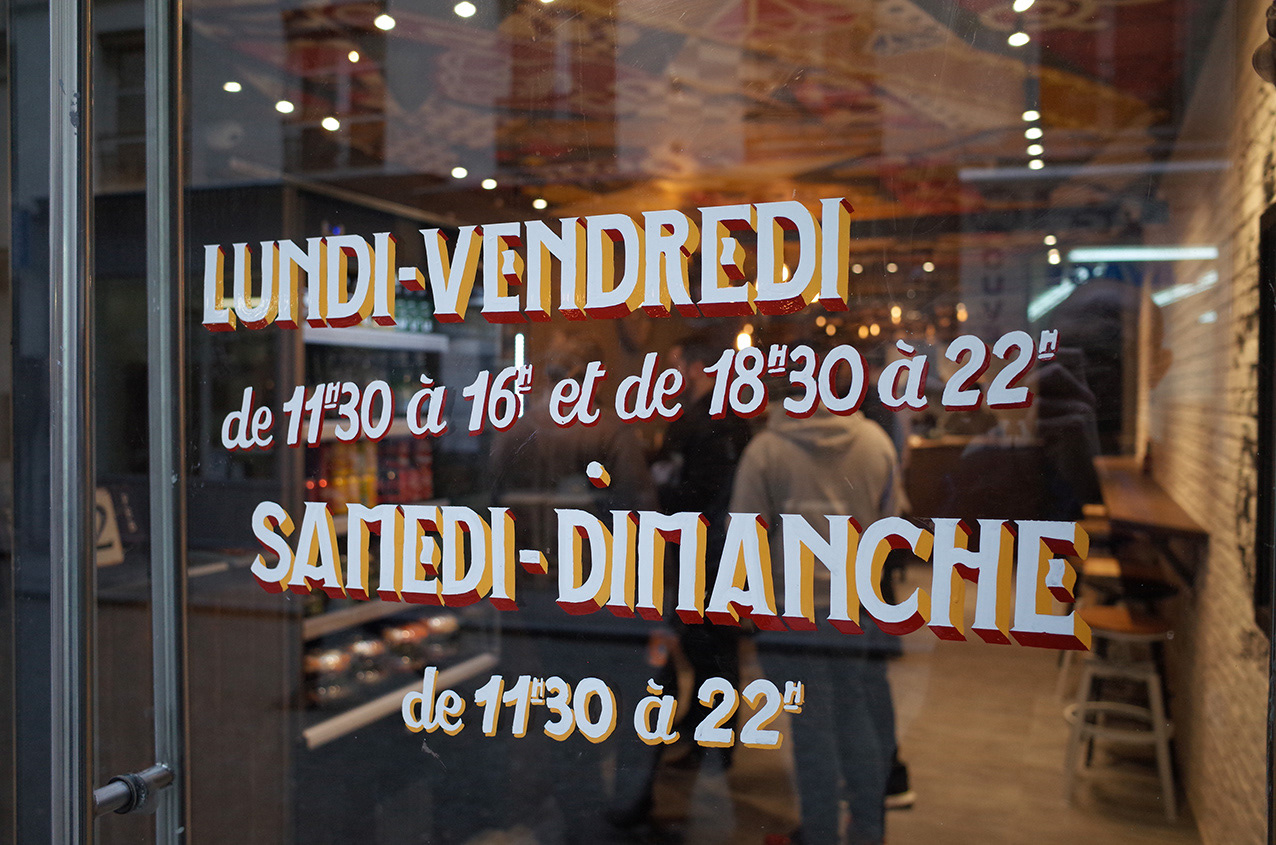 LUNDI-VENDREDI
de 11H30 à 16H et de 18H30 à 22H
SAMEDI-DIMANCHE
de 11H30 à 22H